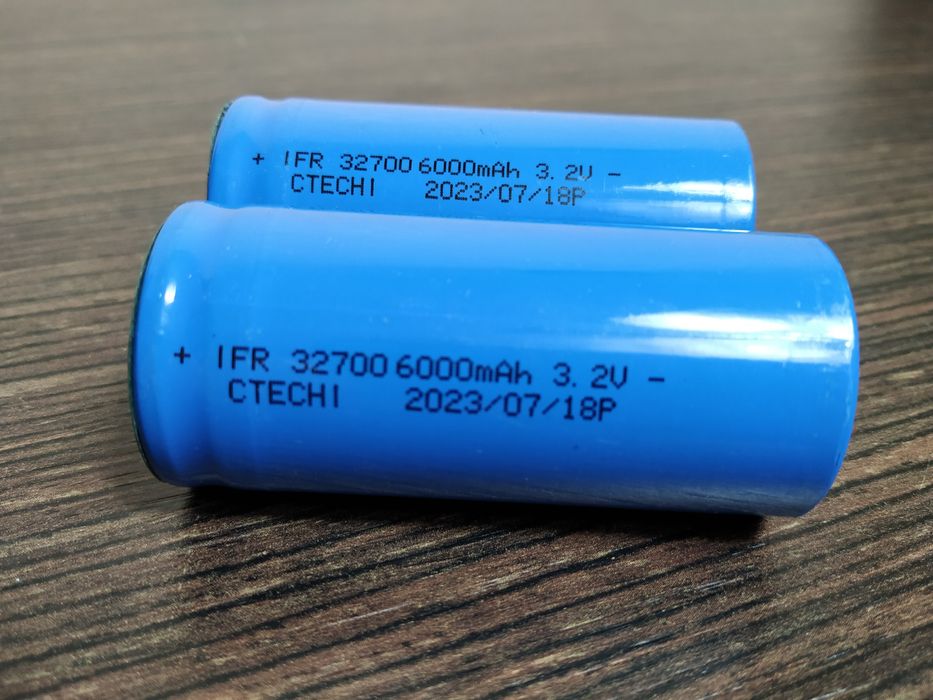 + IFR 32700 6000mAh 3.2V -
CTECHI 2023/07/18P
+ IFR 32700 6000mAh 3.2V -
CTECHI 2023/07/18P